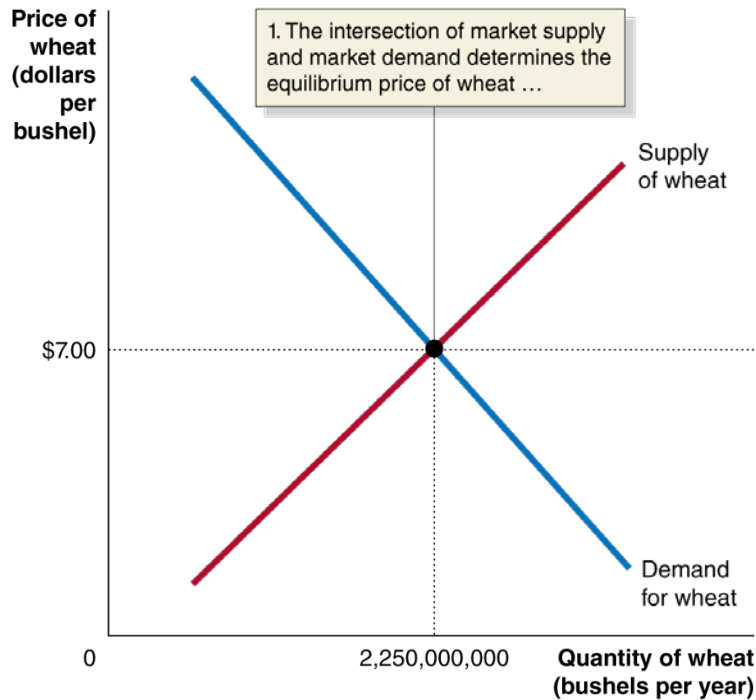 Price of
wheat
(dollars
per
bushel)
1. The intersection of market supply
and market demand determines the
equilibrium price of wheat …
Supply
of wheat
$7.00
Demand
for wheat
0
2,250,000,000
Quantity of wheat
(bushels per year)